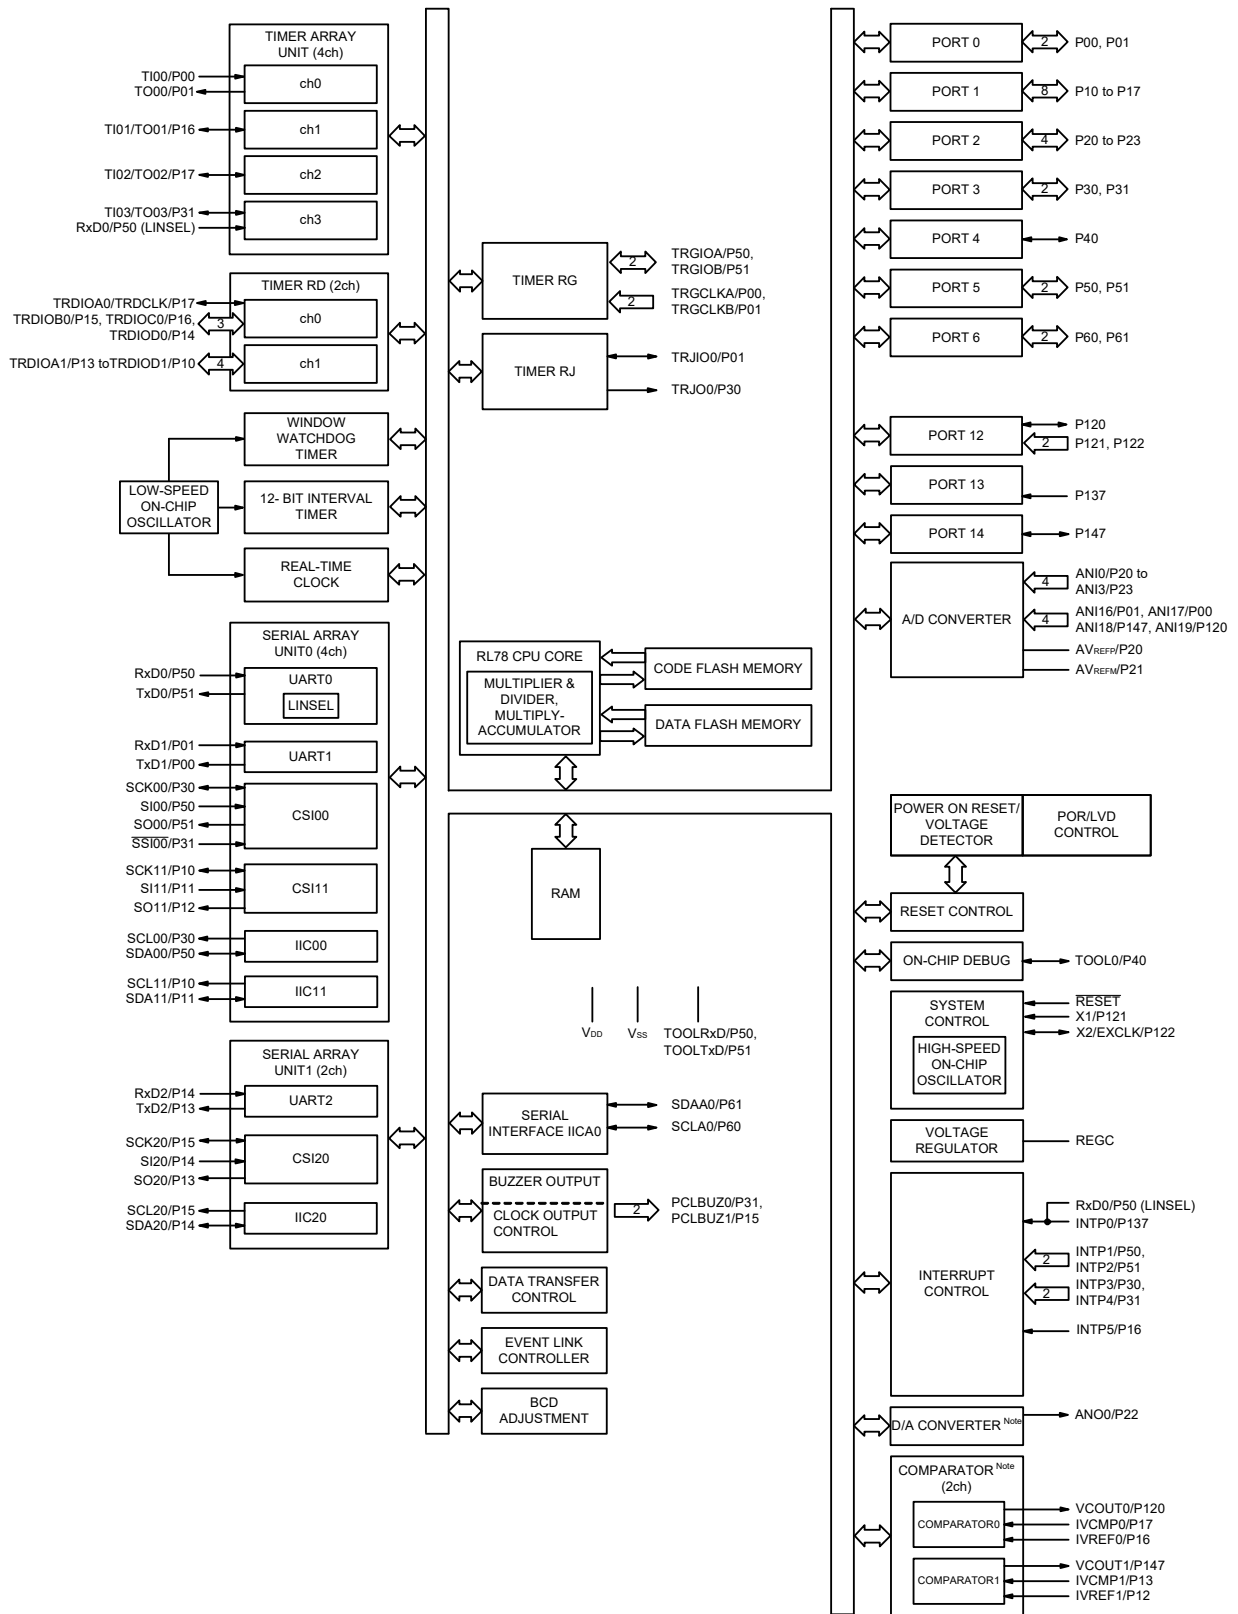 TIMER ARRAY
UNIT (4ch)
TI00/P00
TO00/P01
ch0
TI01/TO01/P16
ch1
TI02/TO02/P17
ch2
TI03/TO03/P31
RxD0/P50 (LINSEL)
ch3
TIMER RD (2ch)
TRDIOA0/TRDCLK/P17
TRDIOB0/P15, TRDIOC0/P16,
TRDIOD0/P14
3
ch0
TRDIOA1/P13 toTRDIOD1/P10
4
ch1
WINDOW
WATCHDOG
TIMER
LOW-SPEED
ON-CHIP
OSCILLATOR
12- BIT INTERVAL
TIMER
REAL-TIME
CLOCK
SERIAL ARRAY
UNIT0 (4ch)
RxD0/P50
TxD0/P51
UART0
LINSEL
RxD1/P01
TxD1/P00
UART1
SCK00/P30
SI00/P50
SO00/P51
SSI00/P31
CSI00
SCK11/P10
SI11/P11
SO11/P12
CSI11
SCL00/P30
SDA00/P50
IIC00
SCL11/P10
SDA11/P11
IIC11
SERIAL ARRAY
UNIT1 (2ch)
RxD2/P14
TxD2/P13
UART2
SCK20/P15
SI20/P14
SO20/P13
CSI20
SCL20/P15
SDA20/P14
IIC20
TIMER RG
2
TRGIOA/P50,
TRGIOB/P51
2
TRGCLKA/P00,
TRGCLKB/P01
TIMER RJ
TRJIO0/P01
TRJO0/P30
RL78 CPU CORE
MULTIPLIER &
DIVIDER,
MULTIPLY-
ACCUMULATOR
CODE FLASH MEMORY
DATA FLASH MEMORY
RAM
VDD
VSS
TOOLRxD/P50,
TOOLTxD/P51
SERIAL
INTERFACE IICA0
SDAA0/P61
SCLA0/P60
BUZZER OUTPUT
CLOCK OUTPUT
CONTROL
2
PCLBUZ0/P31,
PCLBUZ1/P15
DATA TRANSFER
CONTROL
EVENT LINK
CONTROLLER
BCD
ADJUSTMENT
PORT 0
2
P00, P01
PORT 1
8
P10 to P17
PORT 2
4
P20 to P23
PORT 3
2
P30, P31
PORT 4
P40
PORT 5
2
P50, P51
PORT 6
2
P60, P61
PORT 12
P120
2
P121, P122
PORT 13
P137
PORT 14
P147
A/D CONVERTER
4
ANI0/P20 to
ANI3/P23
4
ANI16/P01, ANI17/P00
ANI18/P147, ANI19/P120
AVREFP/P20
AVREFM/P21
POWER ON RESET/
VOLTAGE
DETECTOR
POR/LVD
CONTROL
RESET CONTROL
ON-CHIP DEBUG
TOOL0/P40
SYSTEM
CONTROL
HIGH-SPEED
ON-CHIP
OSCILLATOR
RESET
X1/P121
X2/EXCLK/P122
VOLTAGE
REGULATOR
REGC
INTERRUPT
CONTROL
RxD0/P50 (LINSEL)
INTP0/P137
2
INTP1/P50,
INTP2/P51
2
INTP3/P30,
INTP4/P31
INTP5/P16
D/A CONVERTER Note
ANO0/P22
COMPARATOR Note
(2ch)
COMPARATOR0
VCOUT0/P120
IVCMP0/P17
IVREF0/P16
COMPARATOR1
VCOUT1/P147
IVCMP1/P13
IVREF1/P12